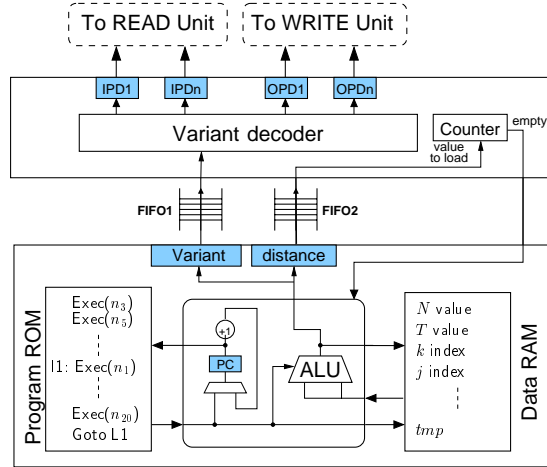 To READ Unit
To WRITE Unit
IPD1
IPDn
OPD1
OPDn
Variant decoder
Counter
empty
value
to load
FIFO1
FIFO2
Variant
distance
Program ROM
Exec(n3)
Exec(n5)
l1: Exec(n1)
Exec(n20)
Goto L1
+1
PC
ALU
N value
T value
k index
j index
tmp
Data RAM